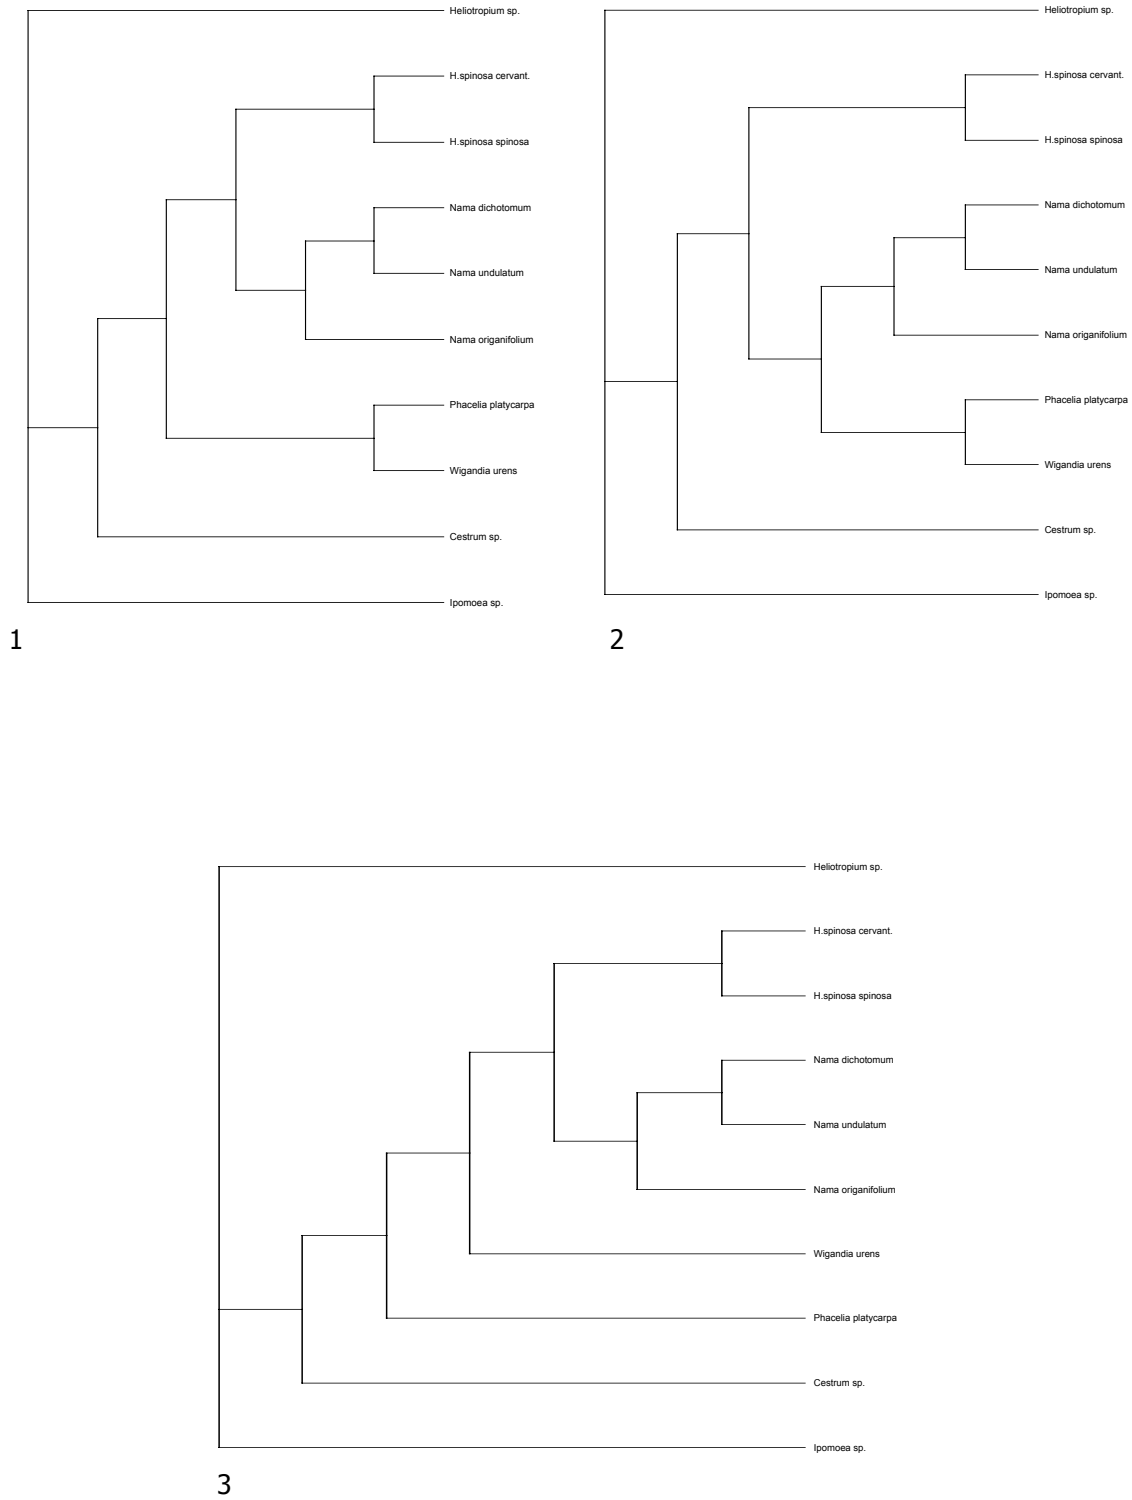 Heliotropium sp.
H.spinosa cervant.
H.spinosa spinosa
Nama dichotomum
Nama undulatum
Nama origanifolium
Phacelia platycarpa
Wigandia urens
Cestrum sp.
Ipomoea sp.
1
Heliotropium sp.
H.spinosa cervant.
H.spinosa spinosa
Nama dichotomum
Nama undulatum
Nama origanifolium
Phacelia platycarpa
Wigandia urens
Cestrum sp.
Ipomoea sp.
2
Heliotropium sp.
H.spinosa cervant.
H.spinosa spinosa
Nama dichotomum
Nama undulatum
Nama origanifolium
Wigandia urens
Phacelia platycarpa
Cestrum sp.
Ipomoea sp.
3